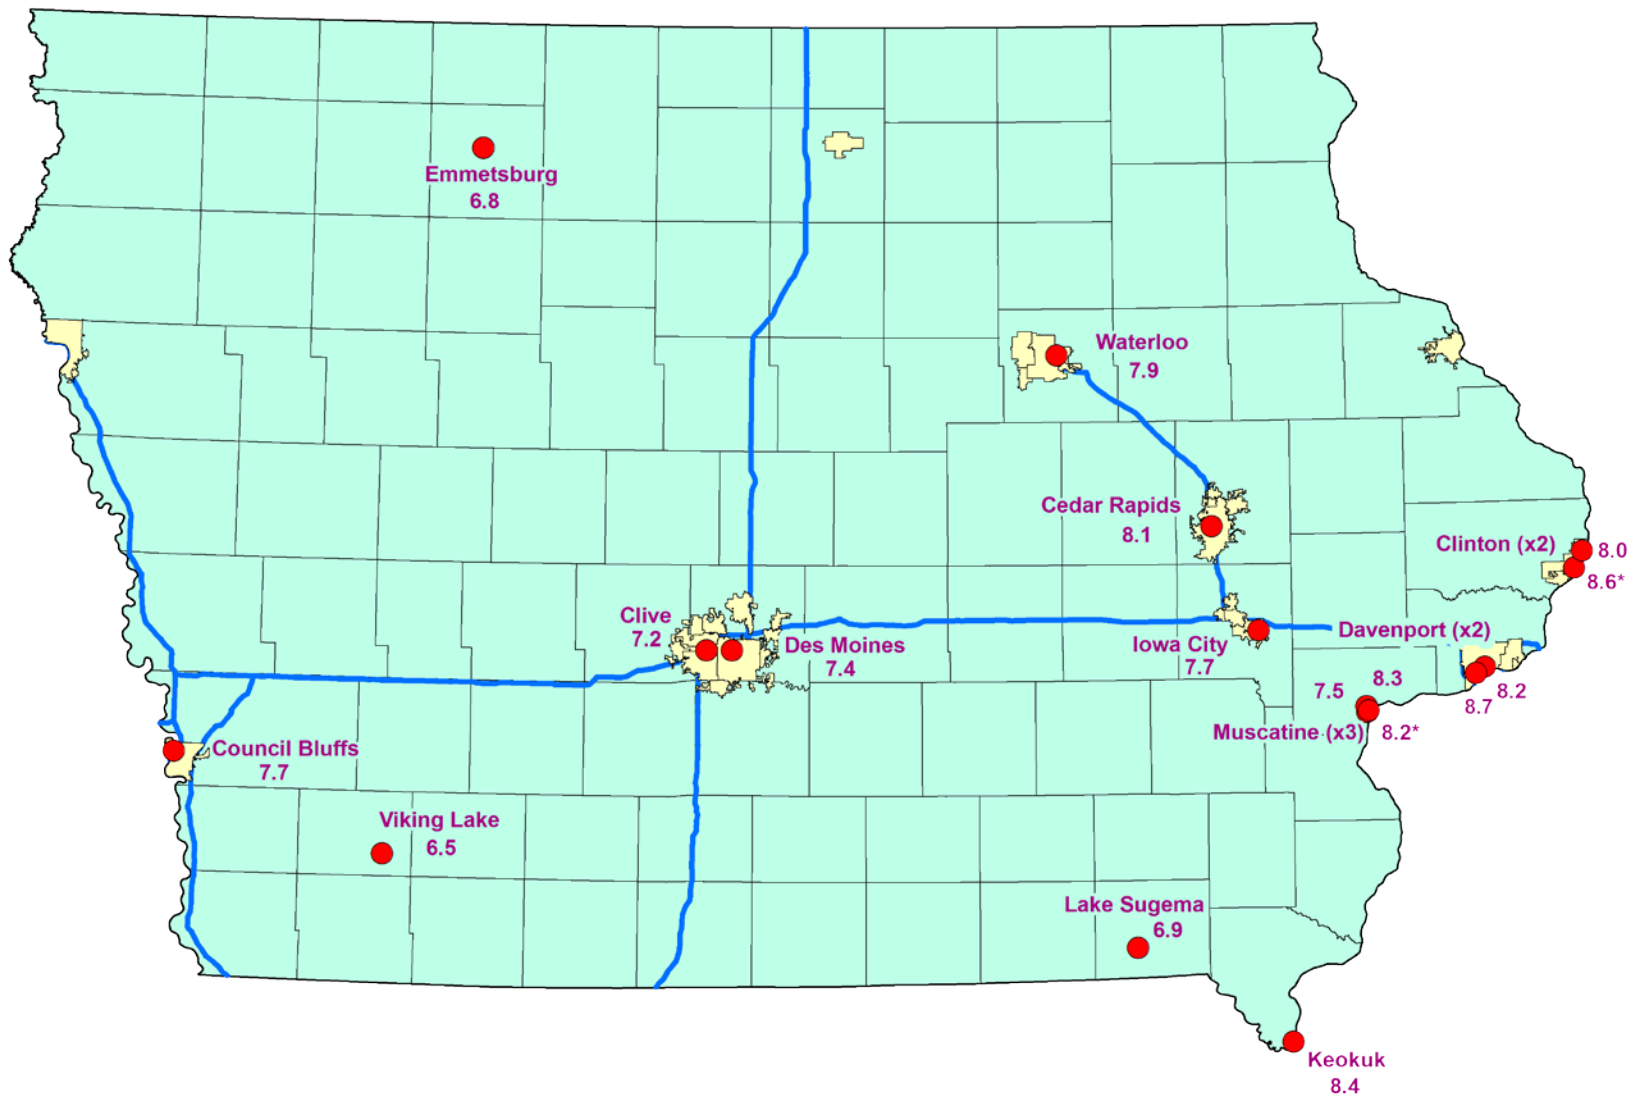 Emmetsburg
6.8
Waterloo
7.9
Cedar Rapids
8.1
Clinton (x2)
8.0
8.6*
Clive
7.2
Des Moines
7.4
Iowa City
7.7
Davenport (x2)
8.2
8.7
7.5
8.3
Muscatine (x3)
8.2*
Council Bluffs
7.7
Viking Lake
6.5
Lake Sugema
6.9
Keokuk
8.4